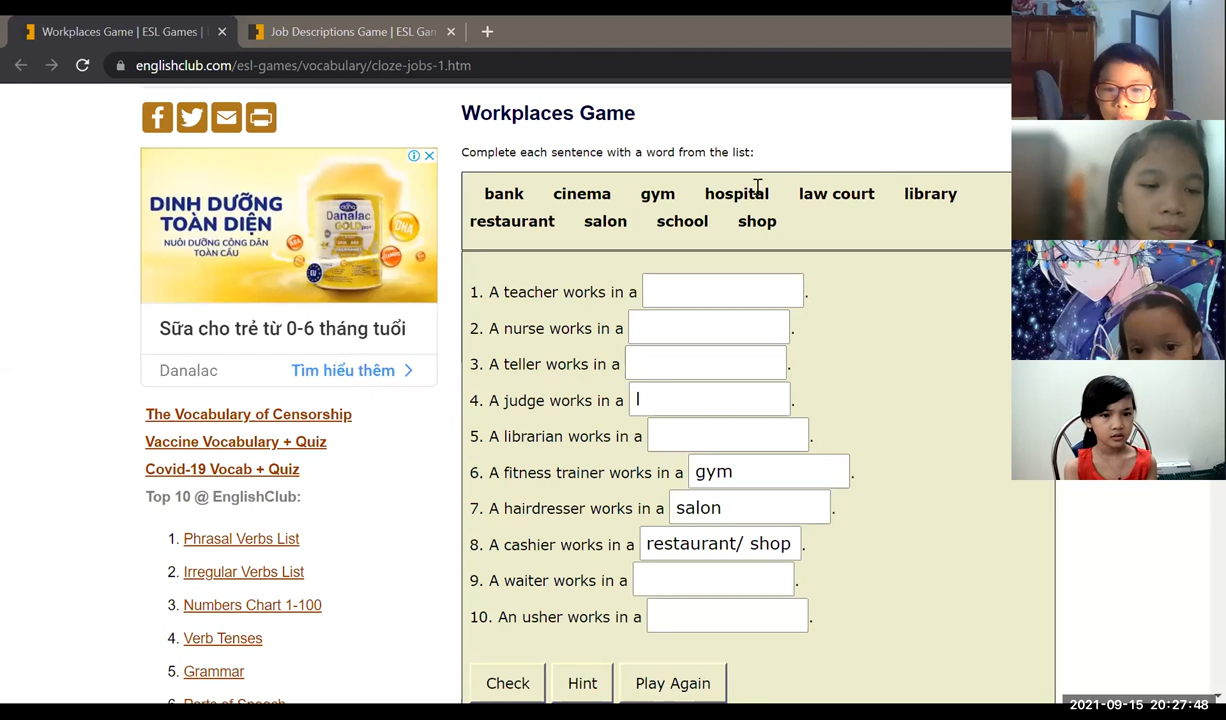 Workplaces Game | ESL Games |
Job Descriptions Game | ESL Gam
englishclub.com/esl-games/vocabulary/cloze-jobs-1.htm
DINH DƯỠNG
TOÀN DIỆN
NUÔI DƯỠNG CÔNG DÂN
TOÀN CẦU
Danalac
GOLD
DHA
Sữa cho trẻ từ 0-6 tháng tuổi
Danalac
Tìm hiểu thêm
The Vocabulary of Censorship
Vaccine Vocabulary + Quiz
Covid-19 Vocab + Quiz
Top 10 @ EnglishClub:
1. Phrasal Verbs List
2. Irregular Verbs List
3. Numbers Chart 1-100
4. Verb Tenses
5. Grammar
6. Parts of Speech
Workplaces Game
Complete each sentence with a word from the list:
bank cinema gym hospital law court library
restaurant salon school shop
1. A teacher works in a .
2. A nurse works in a .
3. A teller works in a .
4. A judge works in a l .
5. A librarian works in a .
6. A fitness trainer works in a gym .
7. A hairdresser works in a salon .
8. A cashier works in a restaurant/ shop .
9. A waiter works in a .
10. An usher works in a .
Check Hint Play Again
2021-09-15 20:27:48